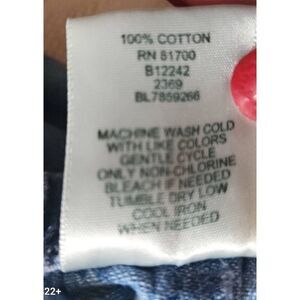 100% COTTON
RN 81700
B12242
2369
BL7859266
MACHINE WASH COLD
WITH LIKE COLORS
GENTLE CYCLE
ONLY NON-CHLORINE
BLEACH IF NEEDED
TUMBLE DRY LOW
COOL IRON
WHEN NEEDED
22+